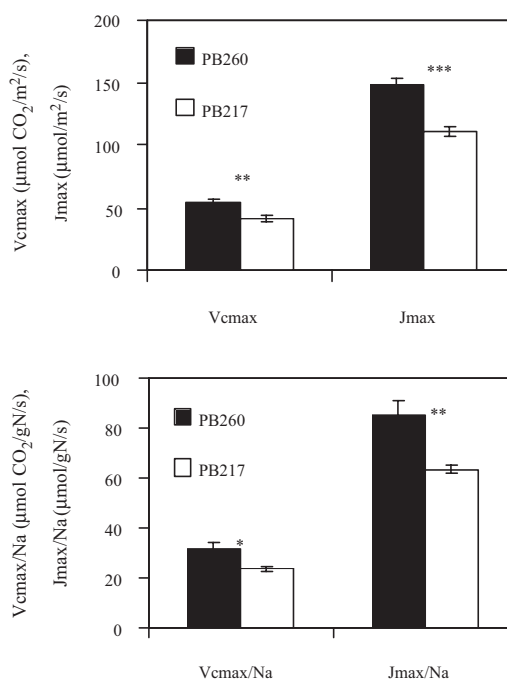 Vcmax (μmol CO₂/m²/s),
Jmax (μmol/m²/s)
200
150
100
50
0
PB260
PB217
**
***
Vcmax Jmax
Vcmax/Na (μmol CO₂/gN/s),
Jmax/Na (μmol/gN/s)
100
80
60
40
20
0
PB260
PB217
*
**
Vcmax/Na Jmax/Na